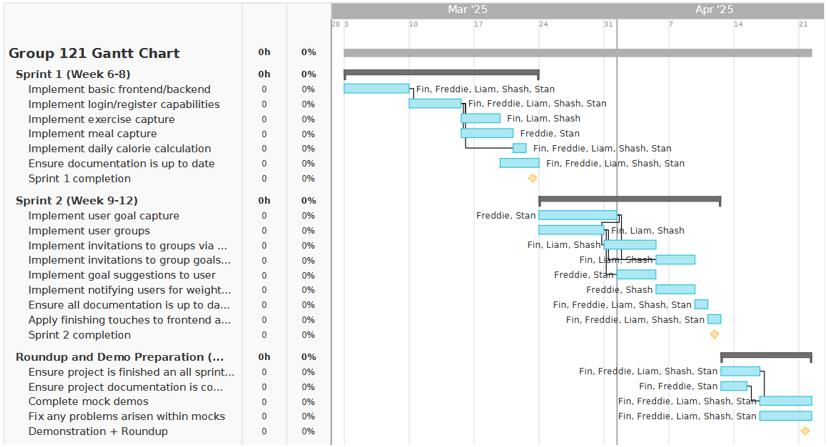 Mar '25 Apr '25
28 3 10 17 24 31 7 14 21
Group 121 Gantt Chart 0h 0%
Sprint 1 (Week 6-8) 0h 0%
Implement basic frontend/backend 0 0% Fin, Freddie, Liam, Shash, Stan
Implement login/register capabilities 0 0% Fin, Freddie, Liam, Shash, Stan
Implement exercise capture 0 0% Fin, Liam, Shash
Implement meal capture 0 0% Freddie, Stan
Implement daily calorie calculation 0 0% Fin, Freddie, Liam, Shash, Stan
Ensure documentation is up to date 0 0% Fin, Freddie, Liam, Shash, Stan
Sprint 1 completion 0 0%
Sprint 2 (Week 9-12) 0h 0%
Implement user goal capture 0 0% Freddie, Stan
Implement user groups 0 0% Fin, Liam, Shash
Implement invitations to groups via ... 0 0% Fin, Liam, Shash
Implement invitations to group goals... 0 0% Fin, Liam, Shash
Implement goal suggestions to user 0 0% Freddie, Stan
Implement notifying users for weight... 0 0% Freddie, Shash
Ensure all documentation is up to da... 0 0% Fin, Freddie, Liam, Shash, Stan
Apply finishing touches to frontend a... 0 0% Fin, Freddie, Liam, Shash, Stan
Sprint 2 completion 0 0%
Roundup and Demo Preparation (... 0h 0%
Ensure project is finished an all sprint... 0 0% Fin, Freddie, Liam, Shash, Stan
Ensure project documentation is co... 0 0% Fin, Freddie, Stan
Complete mock demos 0 0% Fin, Freddie, Liam, Shash, Stan
Fix any problems arisen within mocks 0 0% Fin, Freddie, Liam, Shash, Stan
Demonstration + Roundup 0 0%